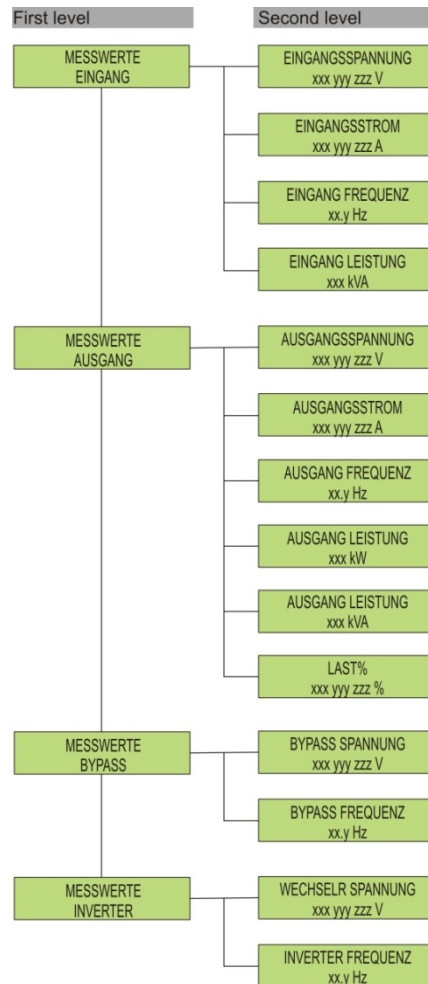 First level
Second level
MESSWERTE
EINGANG
EINGANGSSPANNUNG
xxx yyy zzz V
EINGANGSSTROM
xxx yyy zzz A
EINGANG FREQUENZ
xx.y Hz
EINGANG LEISTUNG
xxx kVA
MESSWERTE
AUSGANG
AUSGANGSSPANNUNG
xxx yyy zzz V
AUSGANGSSTROM
xxx yyy zzz A
AUSGANG FREQUENZ
xx.y Hz
AUSGANG LEISTUNG
xxx kW
AUSGANG LEISTUNG
xxx kVA
LAST%
xxx yyy zzz %
MESSWERTE
BYPASS
BYPASS SPANNUNG
xxx yyy zzz V
BYPASS FREQUENZ
xx.y Hz
MESSWERTE
INVERTER
WECHSELR SPANNUNG
xxx yyy zzz V
INVERTER FREQUENZ
xx.y Hz